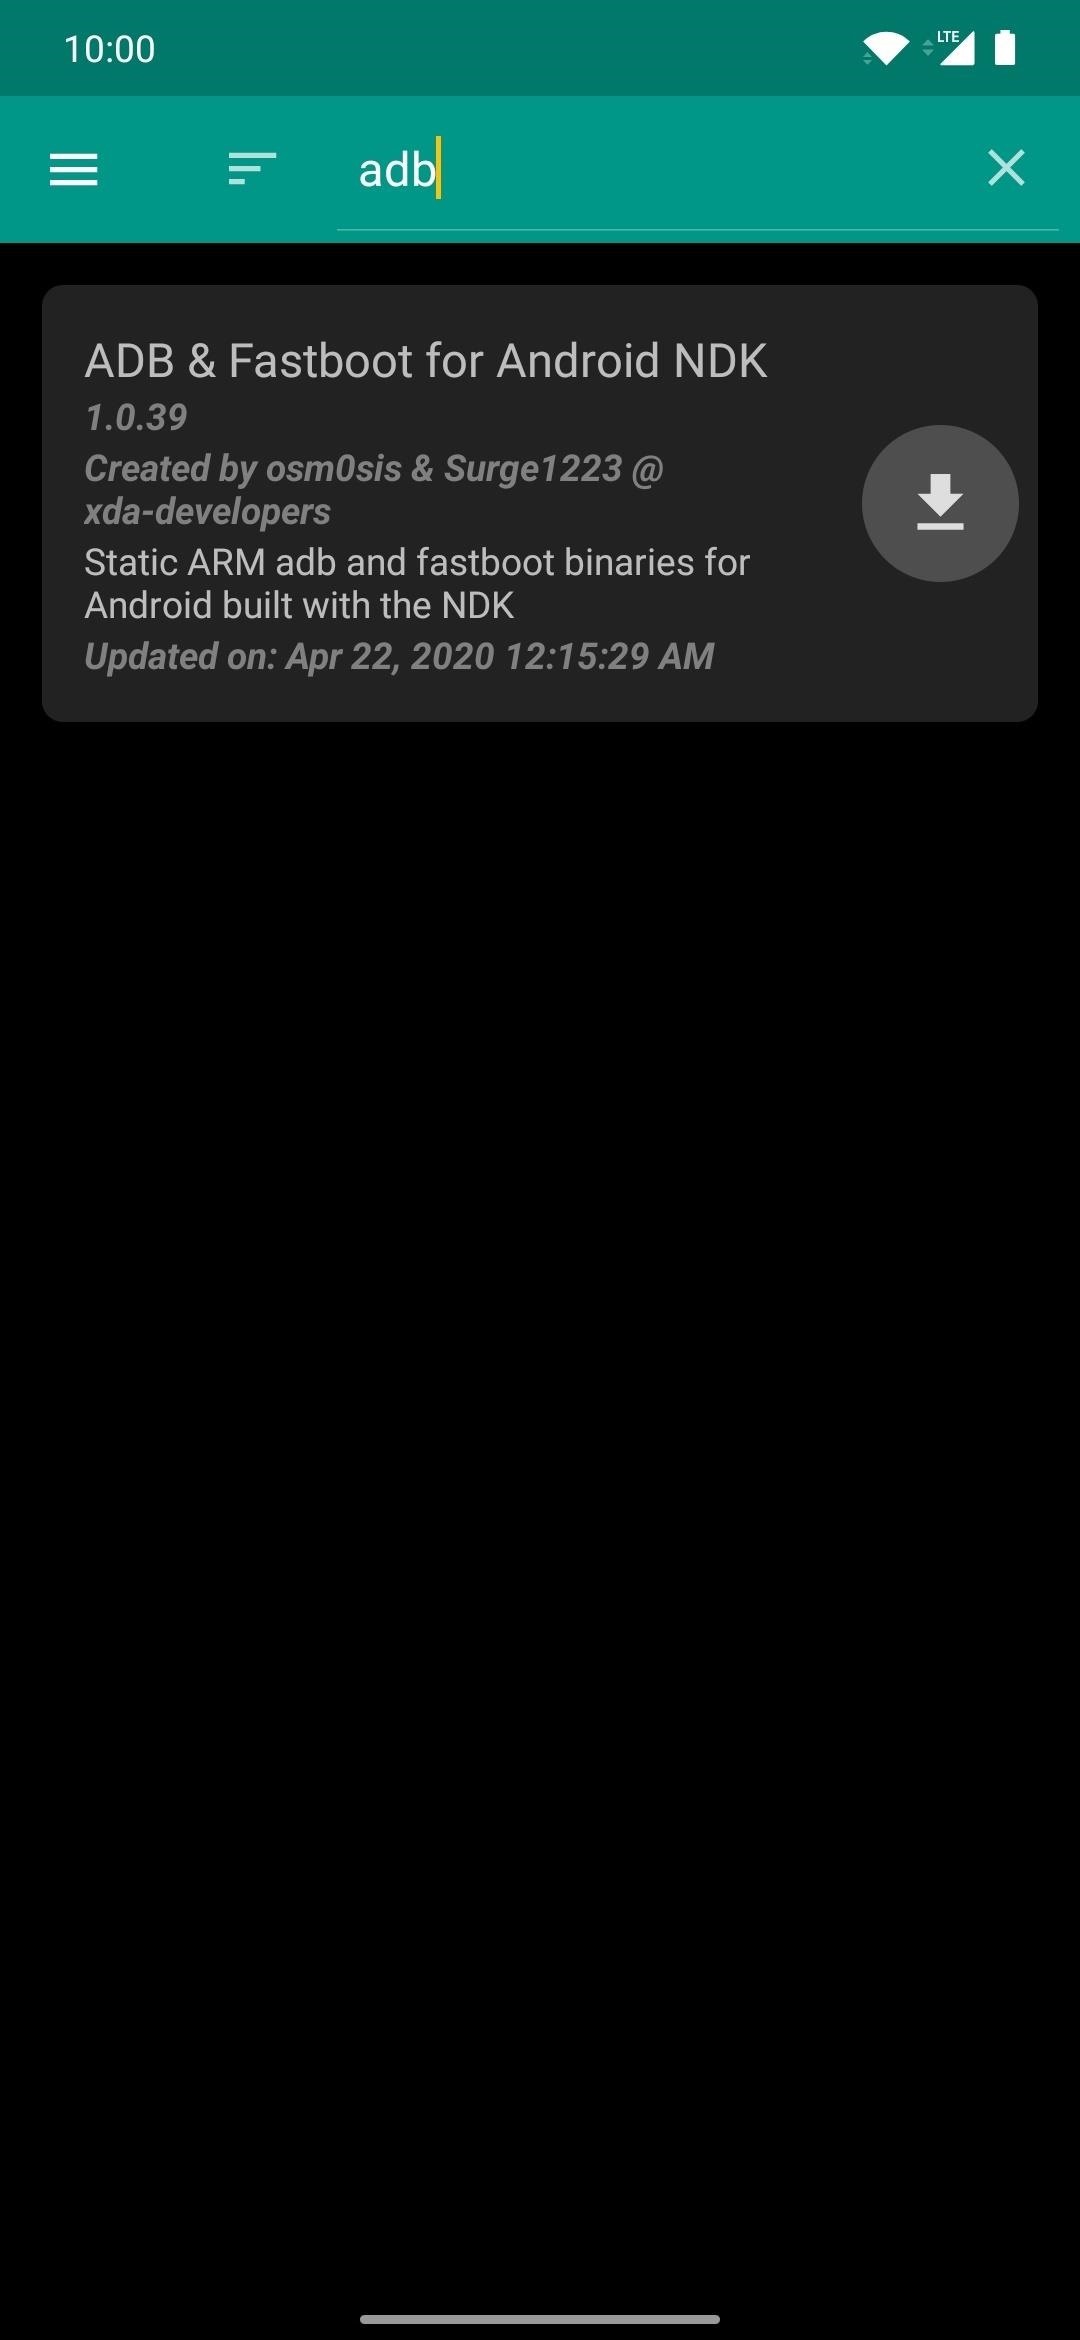 10:00
LTE
adb
ADB & Fastboot for Android NDK
1.0.39
Created by osm0sis & Surge1223 @
xda-developers
Static ARM adb and fastboot binaries for
Android built with the NDK
Updated on: Apr 22, 2020 12:15:29 AM